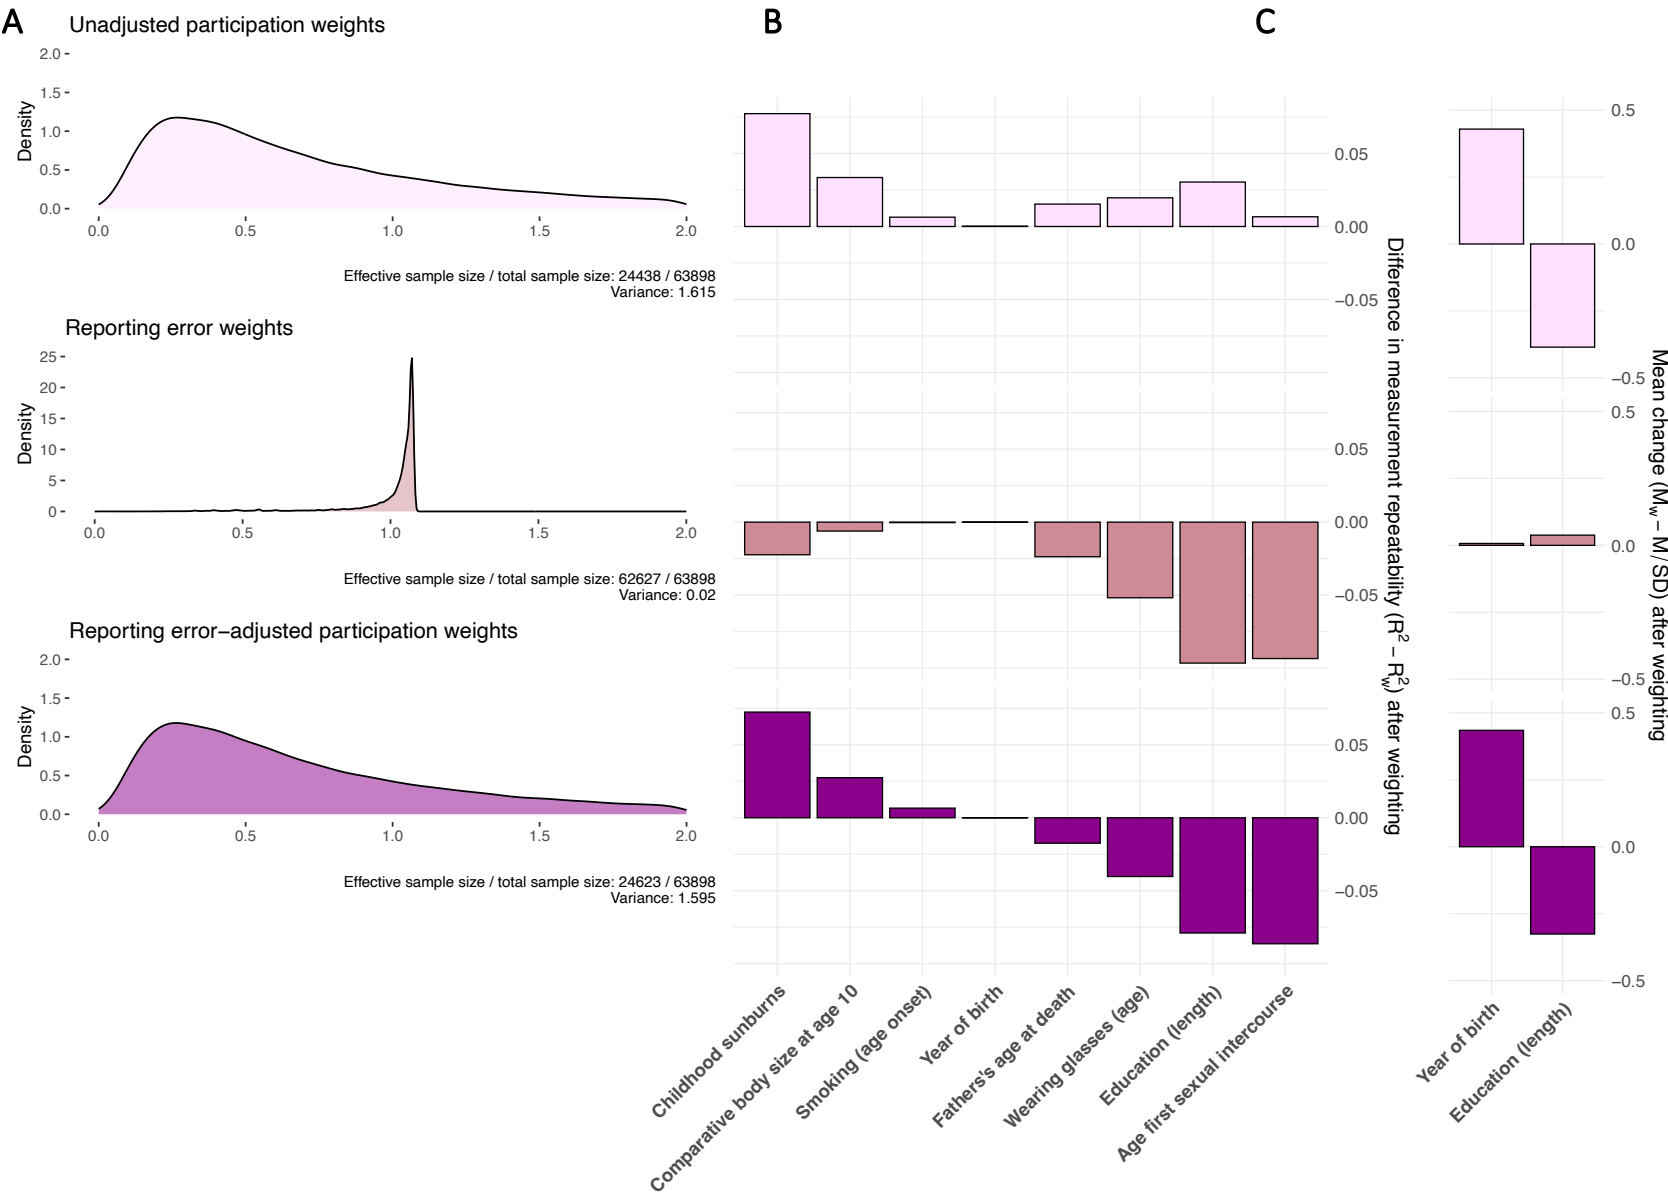 A
Unadjusted participation weights
Density
2.0
1.5
1.0
0.5
0.0
0.0 0.5 1.0 1.5 2.0
Effective sample size / total sample size: 24438 / 63898
Variance: 1.615
Reporting error weights
Density
25
20
15
10
5
0
0.0 0.5 1.0 1.5 2.0
Effective sample size / total sample size: 62627 / 63898
Variance: 0.02
Reporting error−adjusted participation weights
Density
2.0
1.5
1.0
0.5
0.0
0.0 0.5 1.0 1.5 2.0
Effective sample size / total sample size: 24623 / 63898
Variance: 1.595
B
0.05
0.00
−0.05
0.05
0.00
−0.05
0.05
0.00
−0.05
Difference in measurement repeatability (R² − R²w) after weighting
Childhood sunburns
Comparative body size at age 10
Smoking (age onset)
Year of birth
Fathers's age at death
Wearing glasses (age)
Education (length)
Age first sexual intercourse
C
0.5
0.0
−0.5
0.5
0.0
−0.5
0.5
0.0
−0.5
Mean change (Mw − M/SD) after weighting
Year of birth
Education (length)